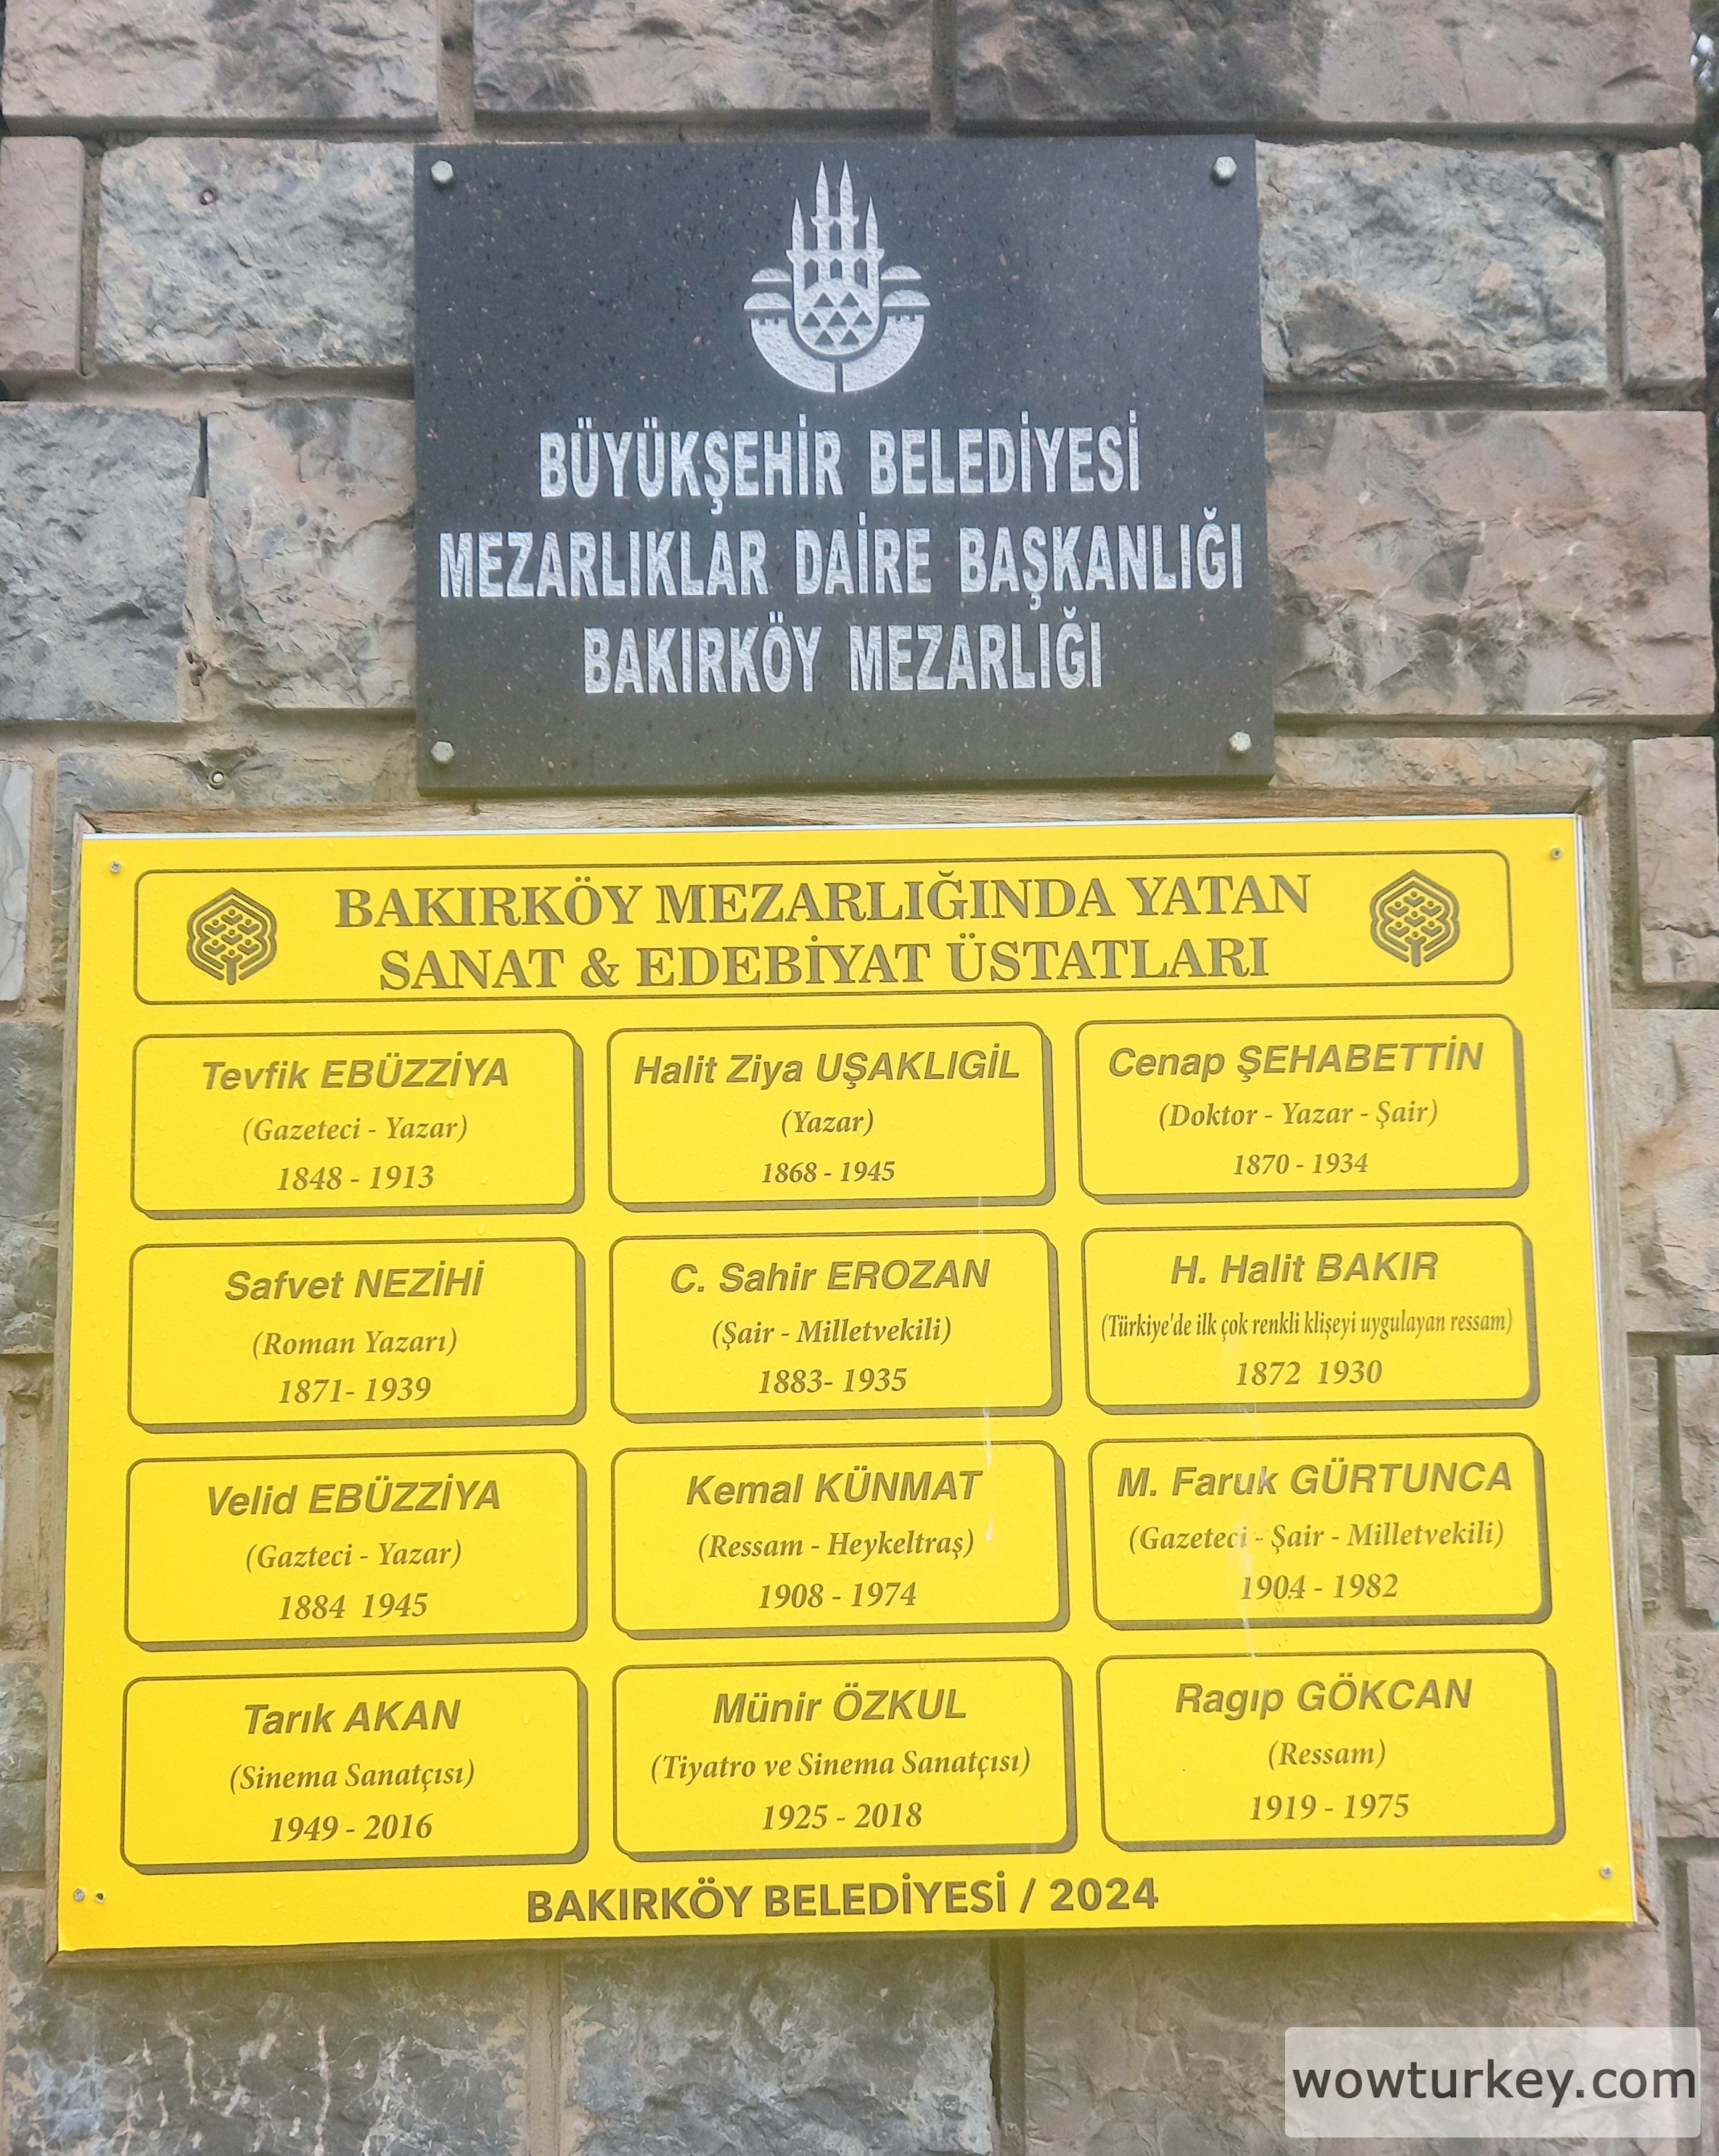 BÜYÜKŞEHİR BELEDİYESİ
MEZARLIKLAR DAİRE BAŞKANLIĞI
BAKIRKÖY MEZARLIĞI
BAKIRKÖY MEZARLIĞINDA YATAN
SANAT & EDEBİYAT ÜSTATLARI
Tevfik EBÜZZİYA
(Gazeteci - Yazar)
1848 - 1913
Halit Ziya UŞAKLIGİL
(Yazar)
1868 - 1945
Cenap ŞEHABETTİN
(Doktor - Yazar - Şair)
1870 - 1934
Safvet NEZİHİ
(Roman Yazarı)
1871- 1939
C. Sahir EROZAN
(Şair - Milletvekili)
1883- 1935
H. Halit BAKIR
(Türkiye'de ilk çok renkli klişeyi uygulayan ressam)
1872 1930
Velid EBÜZZİYA
(Gazteci - Yazar)
1884 1945
Kemal KÜNMAT
(Ressam - Heykeltraş)
1908 - 1974
M. Faruk GÜRTUNCA
(Gazeteci - Şair - Milletvekili)
1904 - 1982
Tarık AKAN
(Sinema Sanatçısı)
1949 - 2016
Münir ÖZKUL
(Tiyatro ve Sinema Sanatçısı)
1925 - 2018
Ragıp GÖKCAN
(Ressam)
1919 - 1975
BAKIRKÖY BELEDİYESİ / 2024
wowturkey.com